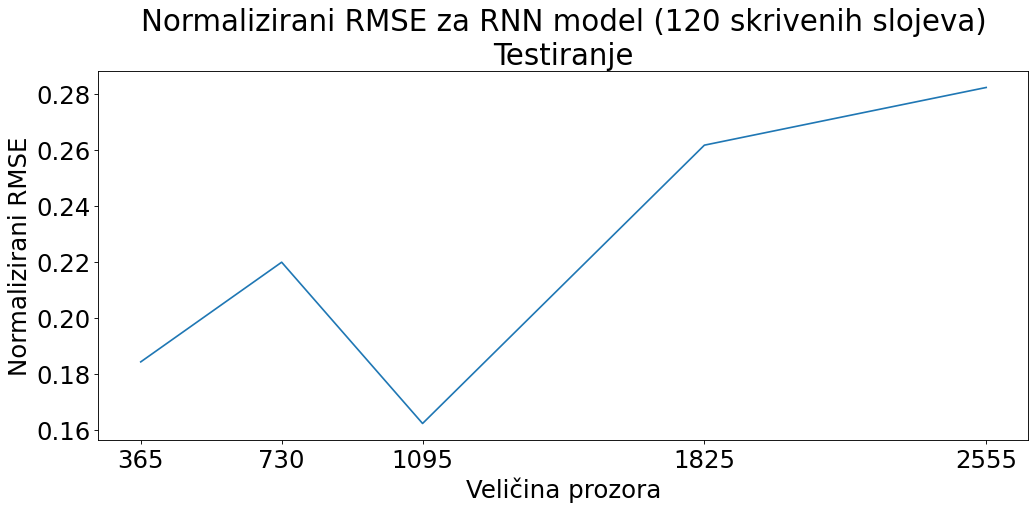 Normalizirani RMSE za RNN model (120 skrivenih slojeva)
Testiranje
Normalizirani RMSE
0.28
0.26
0.24
0.22
0.20
0.18
0.16
365 730 1095 1825 2555
Veličina prozora